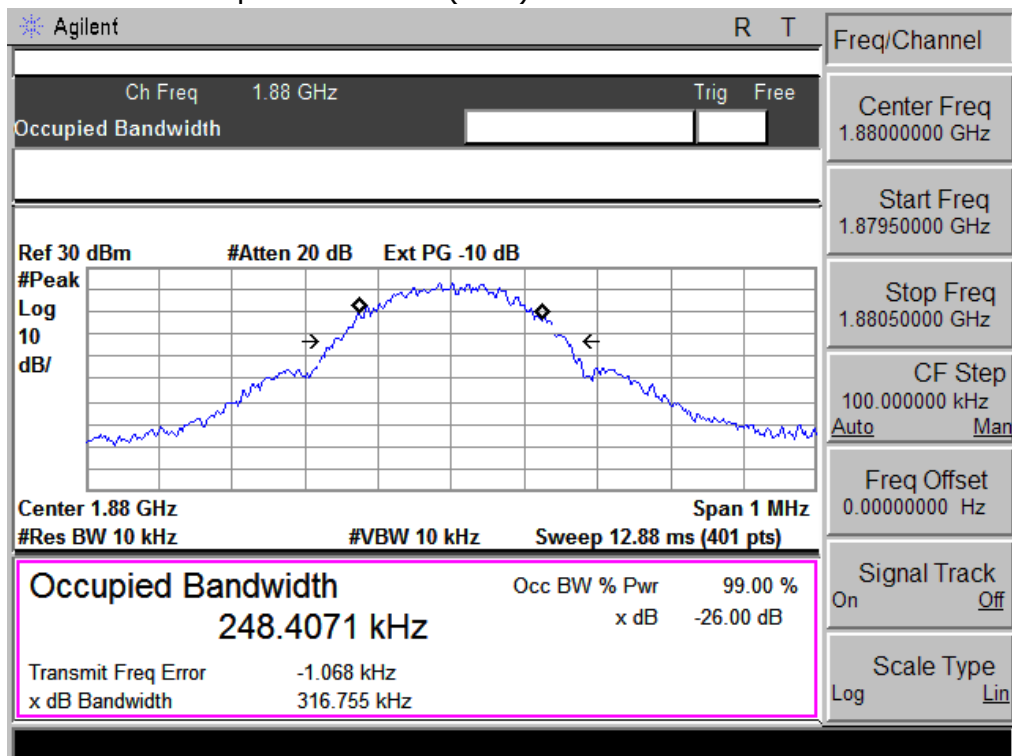 Agilent R T
Ch Freq 1.88 GHz Trig Free
Occupied Bandwidth
Ref 30 dBm #Atten 20 dB Ext PG -10 dB
#Peak
Log
10
dB/
Center 1.88 GHz Span 1 MHz
#Res BW 10 kHz #VBW 10 kHz Sweep 12.88 ms (401 pts)
Occupied Bandwidth Occ BW % Pwr 99.00 %
248.4071 kHz x dB -26.00 dB
Transmit Freq Error -1.068 kHz
x dB Bandwidth 316.755 kHz
Freq/Channel
Center Freq
1.88000000 GHz
Start Freq
1.87950000 GHz
Stop Freq
1.88050000 GHz
CF Step
100.000000 kHz
Auto Man
Freq Offset
0.00000000 Hz
Signal Track
On Off
Scale Type
Log Lin